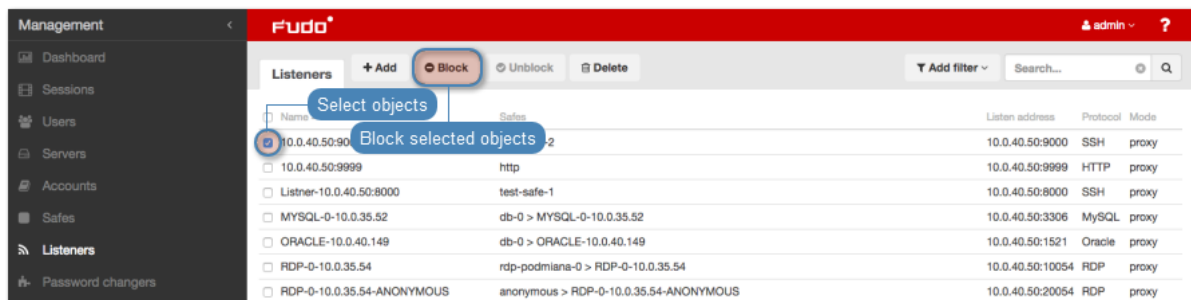 Management
Fudo
admin
?
Dashboard
Sessions
Users
Servers
Accounts
Safes
Listeners
Password changers
Listeners
+ Add
Block
Unblock
Delete
Add filter
Search...
Select objects
Block selected objects
Name Safes Listen address Protocol Mode
10.0.40.50:90 -2 10.0.40.50:9000 SSH proxy
10.0.40.50:9999 http 10.0.40.50:9999 HTTP proxy
Listner-10.0.40.50:8000 test-safe-1 10.0.40.50:8000 SSH proxy
MYSQL-0-10.0.35.52 db-0 > MYSQL-0-10.0.35.52 10.0.40.50:3306 MySQL proxy
ORACLE-10.0.40.149 db-0 > ORACLE-10.0.40.149 10.0.40.50:1521 Oracle proxy
RDP-0-10.0.35.54 rdp-podmiana-0 > RDP-0-10.0.35.54 10.0.40.50:10054 RDP proxy
RDP-0-10.0.35.54-ANONYMOUS anonymous > RDP-0-10.0.35.54-ANONYMOUS 10.0.40.50:20054 RDP proxy